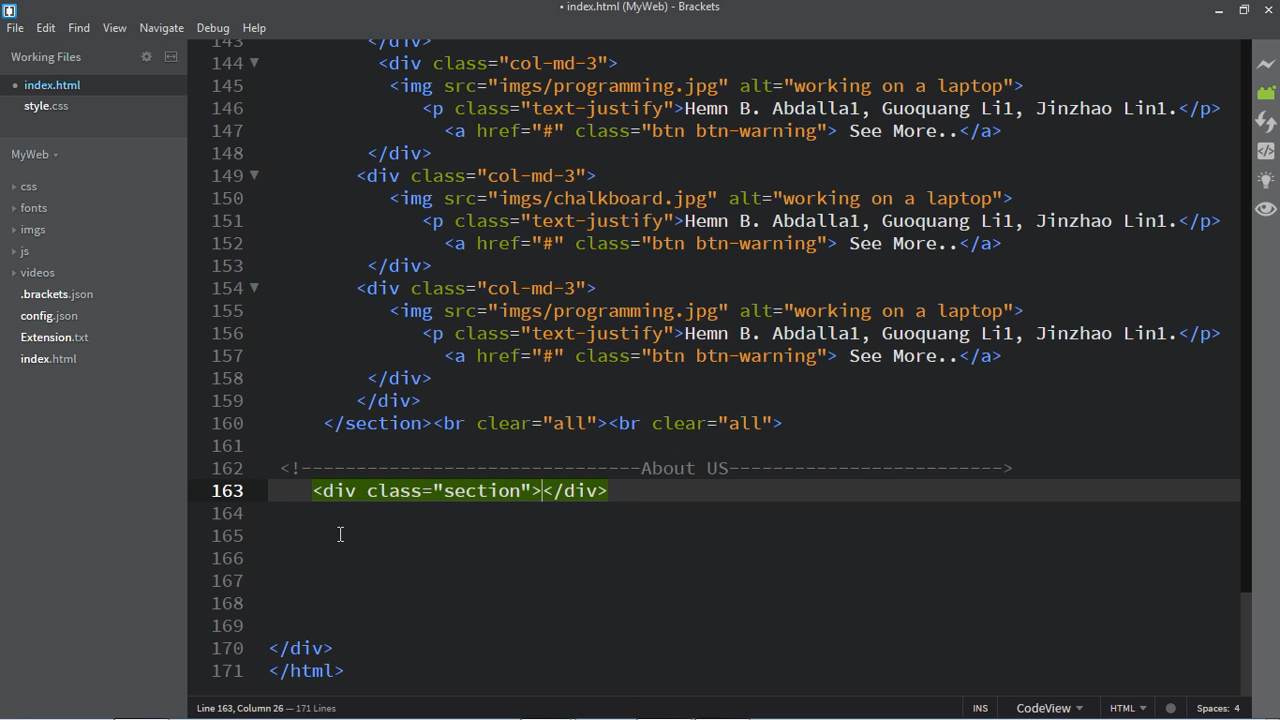 • index.html (MyWeb) - Brackets
File Edit Find View Navigate Debug Help
Working Files
• index.html
style.css
MyWeb
css
fonts
imgs
js
videos
.brackets.json
config.json
Extension.txt
index.html
143 </div>
144 <div class="col-md-3">
145 <img src="imgs/programming.jpg" alt="working on a laptop">
146 <p class="text-justify">Hemn B. Abdalla1, Guoquang Li1, Jinzhao Lin1.</p>
147 <a href="#" class="btn btn-warning"> See More..</a>
148 </div>
149 <div class="col-md-3">
150 <img src="imgs/chalkboard.jpg" alt="working on a laptop">
151 <p class="text-justify">Hemn B. Abdalla1, Guoquang Li1, Jinzhao Lin1.</p>
152 <a href="#" class="btn btn-warning"> See More..</a>
153 </div>
154 <div class="col-md-3">
155 <img src="imgs/programming.jpg" alt="working on a laptop">
156 <p class="text-justify">Hemn B. Abdalla1, Guoquang Li1, Jinzhao Lin1.</p>
157 <a href="#" class="btn btn-warning"> See More..</a>
158 </div>
159 </div>
160 </section><br clear="all"><br clear="all">
161
162 <!-------------------------------About US------------------------->
163 <div class="section"></div>
164
165
166
167
168
169
170 </div>
171 </html>
Line 163, Column 26 — 171 Lines INS CodeView HTML Spaces: 4